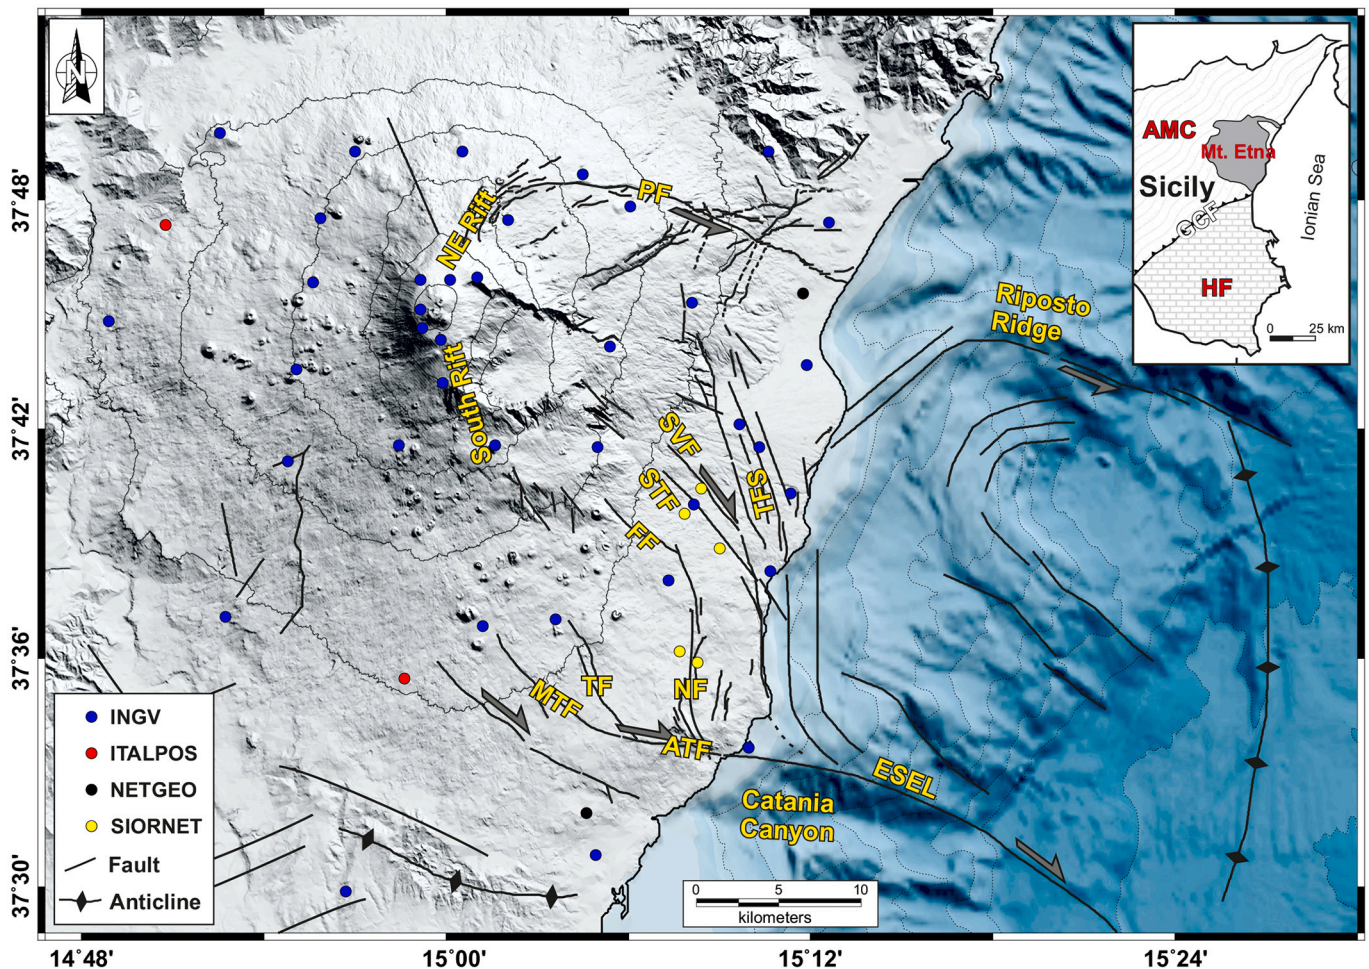 N
AMC
Mt. Etna
Sicily
GCF
Ionian Sea
HF
0 25 km
37°48'
37°42'
37°36'
37°30'
PF
NE Rift
South Rift
Riposto
Ridge
SVF
STF
TFS
FF
MTF
TF
NF
ATF
ESEL
Catania
Canyon
INGV
ITALPOS
NETGEO
SIORNET
Fault
Anticline
0 5 10
kilometers
14°48'
15°00'
15°12'
15°24'